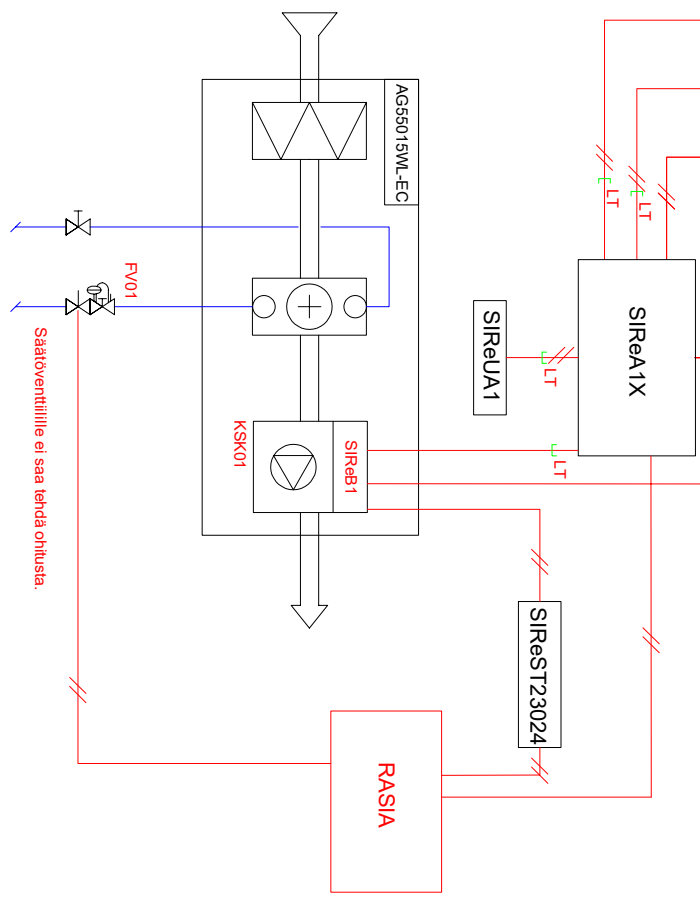 AG55015WL-EC
LT
LT
SIReA1X
SIReUA1
LT
FV01
Säätöventtiilille ei saa tehdä ohitusta.
KSK01
SIReB1
LT
SIReST23024
RASIA